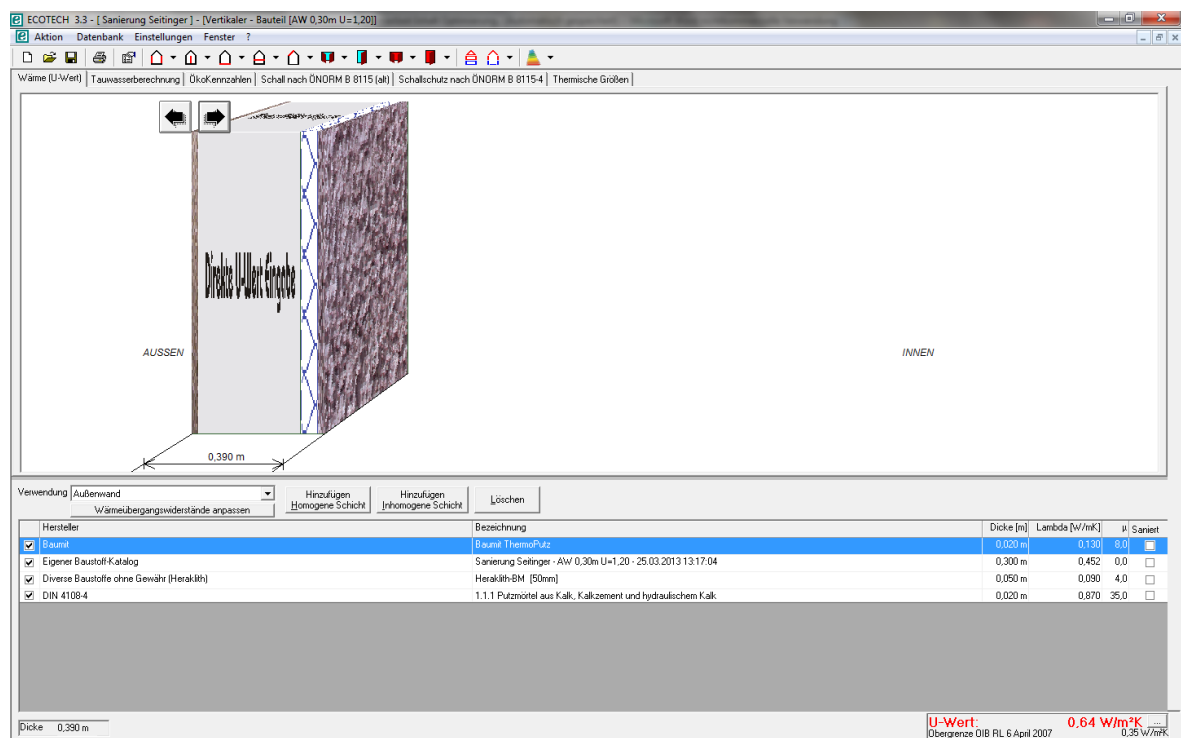 ECOTECH 3.3 - [ Sanierung Seitinger ] - [Vertikaler - Bauteil [AW 0,30m U=1,20]]
Aktion Datenbank Einstellungen Fenster ?
Wärme (U-Wert) Tauwasserberechnung ÖkoKennzahlen Schall nach ÖNORM B 8115 (alt) Schallschutz nach ÖNORM B 8115-4 Thermische Größen
Direkte U-Wert Eingabe
AUSSEN INNEN
0,390 m
Verwendung Außenwand
Wärmeübergangswiderstände anpassen
Hinzufügen
Homogene Schicht
Hinzufügen
Inhomogene Schicht
Löschen
Hersteller Bezeichnung Dicke [m] Lambda [W/mK] µ Saniert
Baumit Baumit ThermoPutz 0,020 m 0,130 8,0
Eigener Baustoff-Katalog Sanierung Seitinger - AW 0,30m U=1,20 - 25.03.2013 13:17:04 0,300 m 0,452 0,0
Diverse Baustoffe ohne Gewähr (Heraklith) Heraklith-BM [50mm] 0,050 m 0,090 4,0
DIN 4108-4 1.1.1 Putzmörtel aus Kalk, Kalkzement und hydraulischem Kalk 0,020 m 0,870 35,0
Dicke 0,390 m
U-Wert: 0,64 W/m²K ...
Obergrenze OIB RL 6 April 2007 0,35 W/m²K